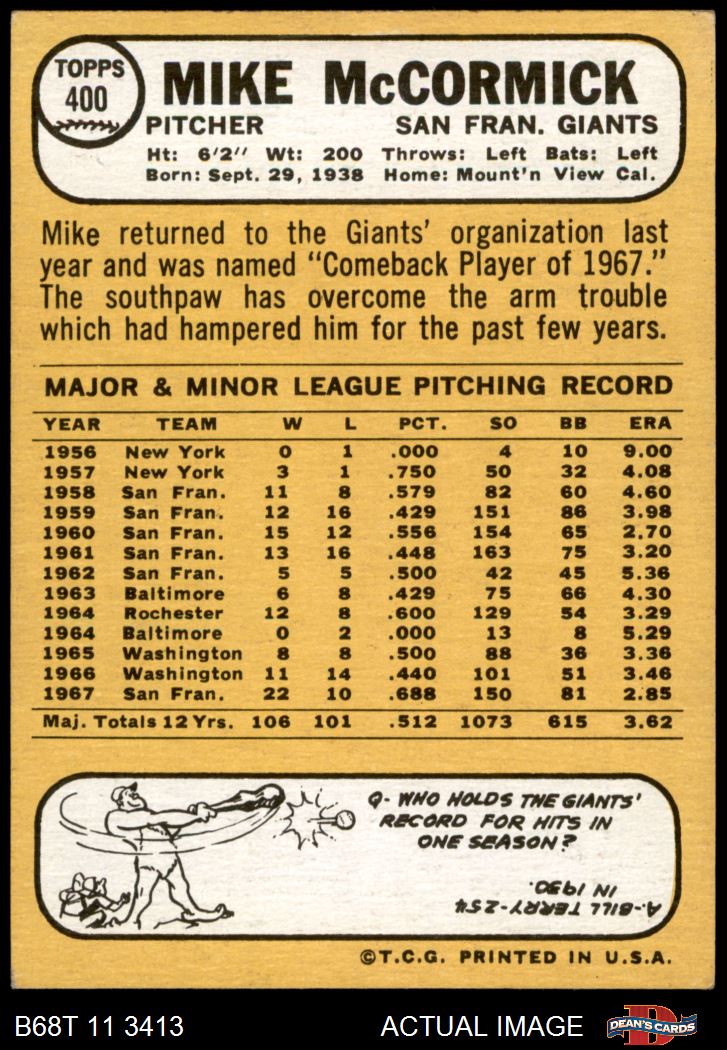 TOPPS
400
MIKE McCORMICK
PITCHER SAN FRAN. GIANTS
Ht: 6'2" Wt: 200 Throws: Left Bats: Left
Born: Sept. 29, 1938 Home: Mount'n View Cal.
Mike returned to the Giants' organization last
year and was named "Comeback Player of 1967."
The southpaw has overcome the arm trouble
which had hampered him for the past few years.
MAJOR & MINOR LEAGUE PITCHING RECORD
YEAR TEAM W L PCT. SO BB ERA
1956 New York 0 1 .000 4 10 9.00
1957 New York 3 1 .750 50 32 4.08
1958 San Fran. 11 8 .579 82 60 4.60
1959 San Fran. 12 16 .429 151 86 3.98
1960 San Fran. 15 12 .556 154 65 2.70
1961 San Fran. 13 16 .448 163 75 3.20
1962 San Fran. 5 5 .500 42 45 5.36
1963 Baltimore 6 8 .429 75 66 4.30
1964 Rochester 12 8 .600 129 54 3.29
1964 Baltimore 0 2 .000 13 8 5.29
1965 Washington 8 8 .500 88 36 3.36
1966 Washington 11 14 .440 101 51 3.46
1967 San Fran. 22 10 .688 150 81 2.85
Maj. Totals 12 Yrs. 106 101 .512 1073 615 3.62
Q- WHO HOLDS THE GIANTS'
RECORD FOR HITS IN
ONE SEASON?
A-BILL TERRY-254
IN 1930.
©T.C.G. PRINTED IN U.S.A.
B68T 11 3413 ACTUAL IMAGE
D
DEAN'S CARDS